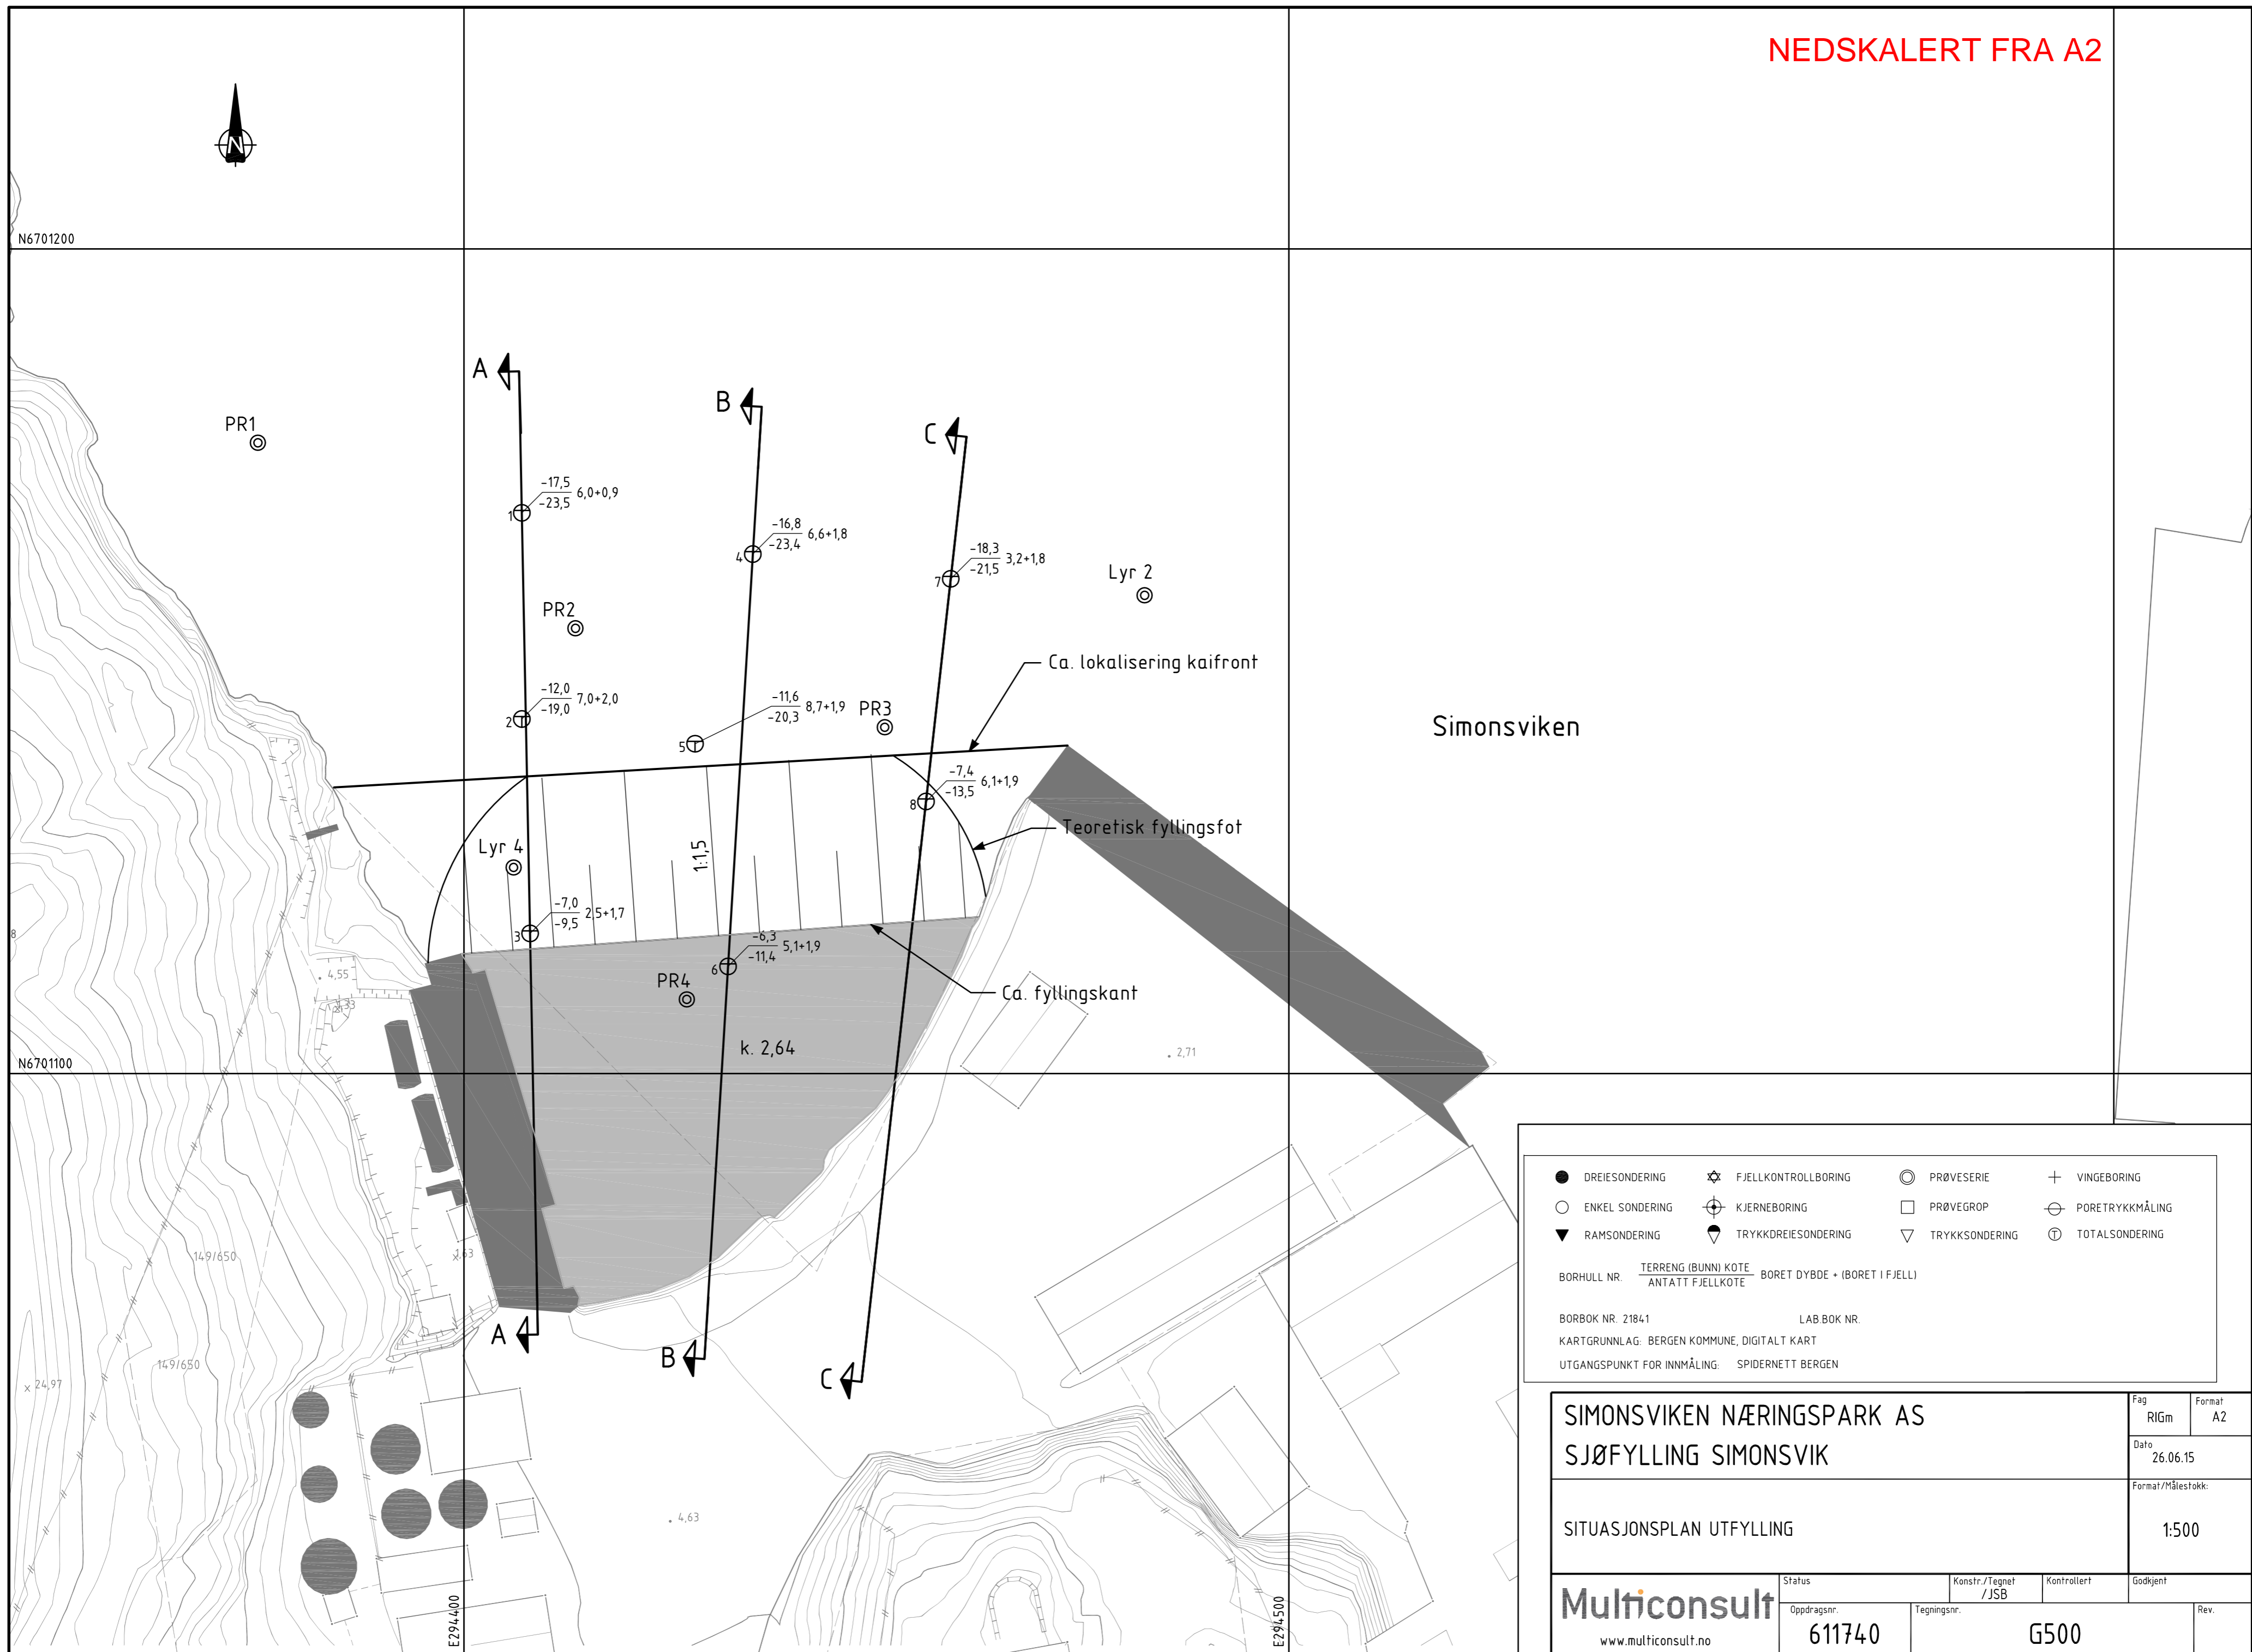 NEDSKALERT FRA A2
N
N6701200
A
B
C
PR1
-17,5
-23,5
6,0+0,9
1
-16,8
-23,4
6,6+1,8
4
-18,3
-21,5
3,2+1,8
7
Lyr 2
PR2
Ca. lokalisering kaifront
-12,0
-19,0
7,0+2,0
2
-11,6
-20,3
8,7+1,9
5
PR3
Simonsviken
-7,4
-13,5
6,1+1,9
8
Teoretisk fyllingsfot
Lyr 4
1:1,5
-7,0
-9,5
2,5+1,7
3
8
-6,3
-11,4
5,1+1,9
6
4,55
PR4
Ca. fyllingskant
k. 2,64
2,71
N6701100
149/650
149/650
24,97
A
B
C
4,63
E294400
E294500
DREIESONDERING
FJELLKONTROLLBORING
PRØVESERIE
VINGEBORING
ENKEL SONDERING
KJERNEBORING
PRØVEGROP
PORETRYKKMÅLING
RAMSONDERING
TRYKKDREIESONDERING
TRYKKSONDERING
T TOTALSONDERING
BORHULL NR.
TERRENG (BUNN) KOTE
ANTATT FJELLKOTE
BORET DYBDE + (BORET I FJELL)
BORBOK NR. 21841
LAB.BOK NR.
KARTGRUNNLAG: BERGEN KOMMUNE, DIGITALT KART
UTGANGSPUNKT FOR INNMÅLING: SPIDERNETT BERGEN
SIMONSVIKEN NÆRINGSPARK AS
SJØFYLLING SIMONSVIK
Fag
RIGm
Format
A2
Dato
26.06.15
SITUASJONSPLAN UTFYLLING
Format/Målestokk:
1:500
Multiconsult
www.multiconsult.no
Status
Konstr./Tegnet
/JSB
Kontrollert
Godkjent
Oppdragsnr.
611740
Tegningsnr.
G500
Rev.